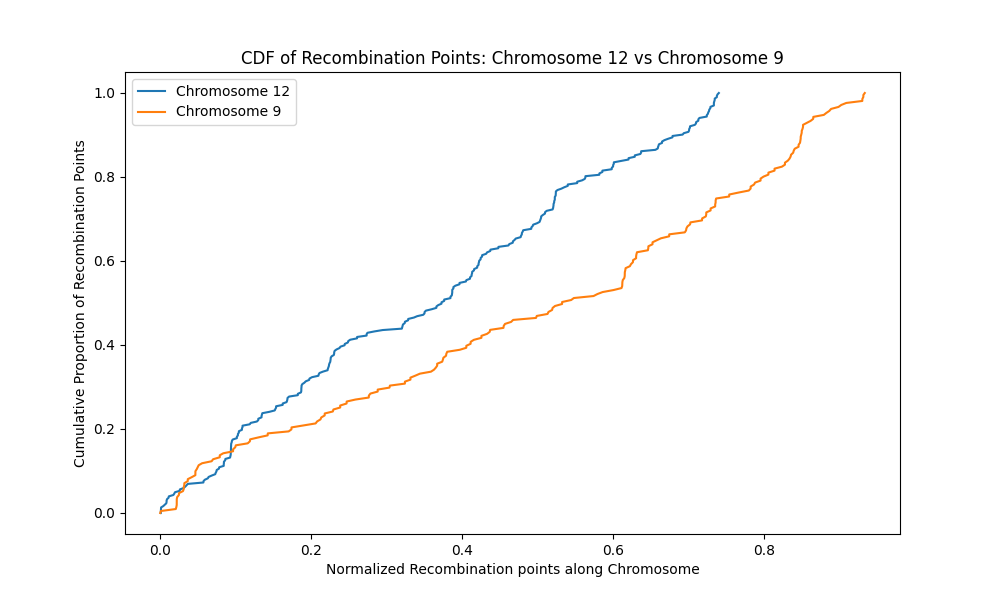 CDF of Recombination Points: Chromosome 12 vs Chromosome 9
Chromosome 12
Chromosome 9
Cumulative Proportion of Recombination Points
1.0
0.8
0.6
0.4
0.2
0.0
0.0 0.2 0.4 0.6 0.8
Normalized Recombination points along Chromosome